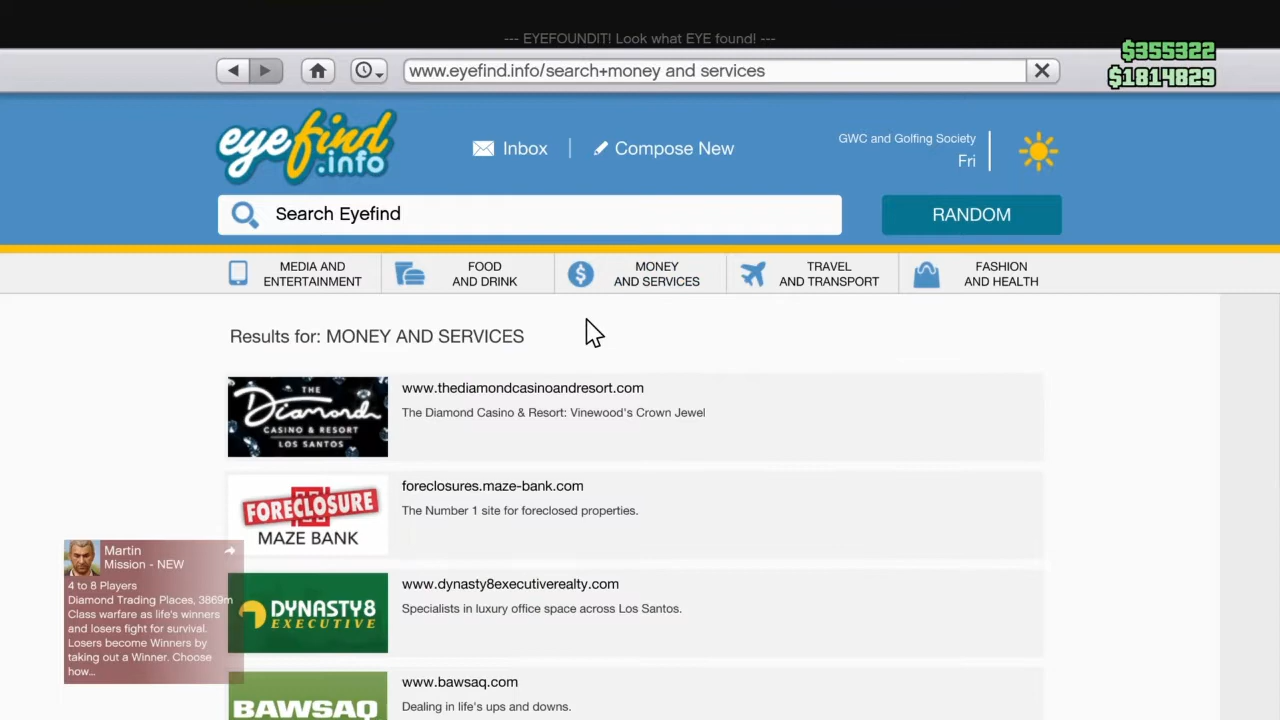 --- EYEFOUNDIT! Look what EYE found! ---
$355322
www.eyefind.info/search+money and services
$1814829
eyefind
.info
Inbox
Compose New
GWC and Golfing Society
Fri
Search Eyefind
RANDOM
MEDIA AND
ENTERTAINMENT
FOOD
AND DRINK
MONEY
AND SERVICES
TRAVEL
AND TRANSPORT
FASHION
AND HEALTH
Results for: MONEY AND SERVICES
THE
Diamond
CASINO & RESORT
LOS SANTOS
www.thediamondcasinoandresort.com
The Diamond Casino & Resort: Vinewood's Crown Jewel
FORECLOSURE
MAZE BANK
foreclosures.maze-bank.com
The Number 1 site for foreclosed properties.
Martin
Mission - NEW
4 to 8 Players
Diamond Trading Places, 3869m
Class warfare as life's winners
and losers fight for survival.
Losers become Winners by
taking out a Winner. Choose
how...
DYNASTY8
EXECUTIVE
www.dynasty8executiverealty.com
Specialists in luxury office space across Los Santos.
BAWSAQ
www.bawsaq.com
Dealing in life's ups and downs.